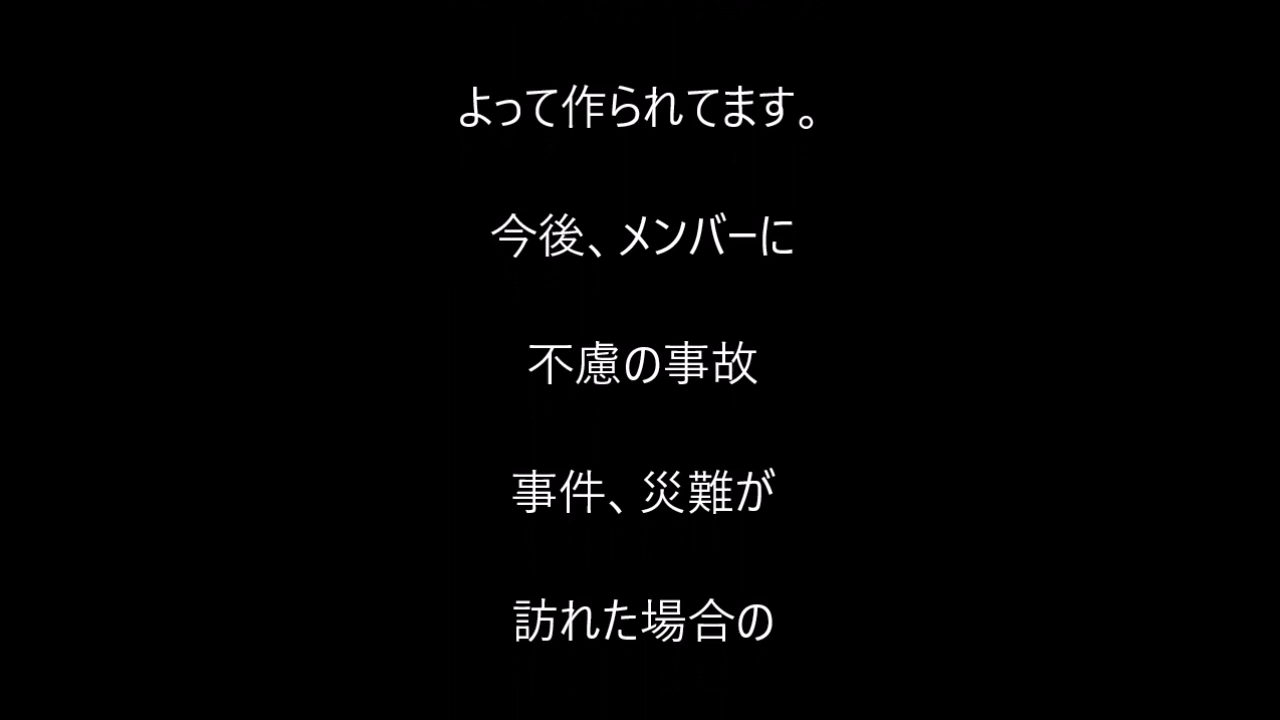 よって作られてます。
今後、メンバーに
不慮の事故
事件、災難が
訪れた場合の